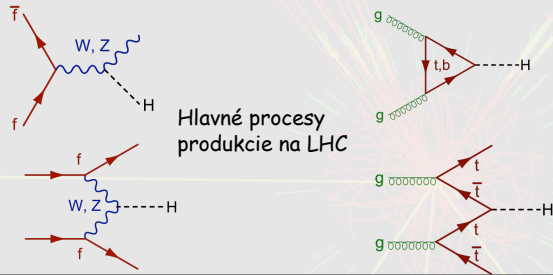 f̅
W, Z
H
f
g
t,b
H
g
Hlavné procesy
produkcie na LHC
f
W, Z
H
f
g
t
t̅
H
t
g
t̅